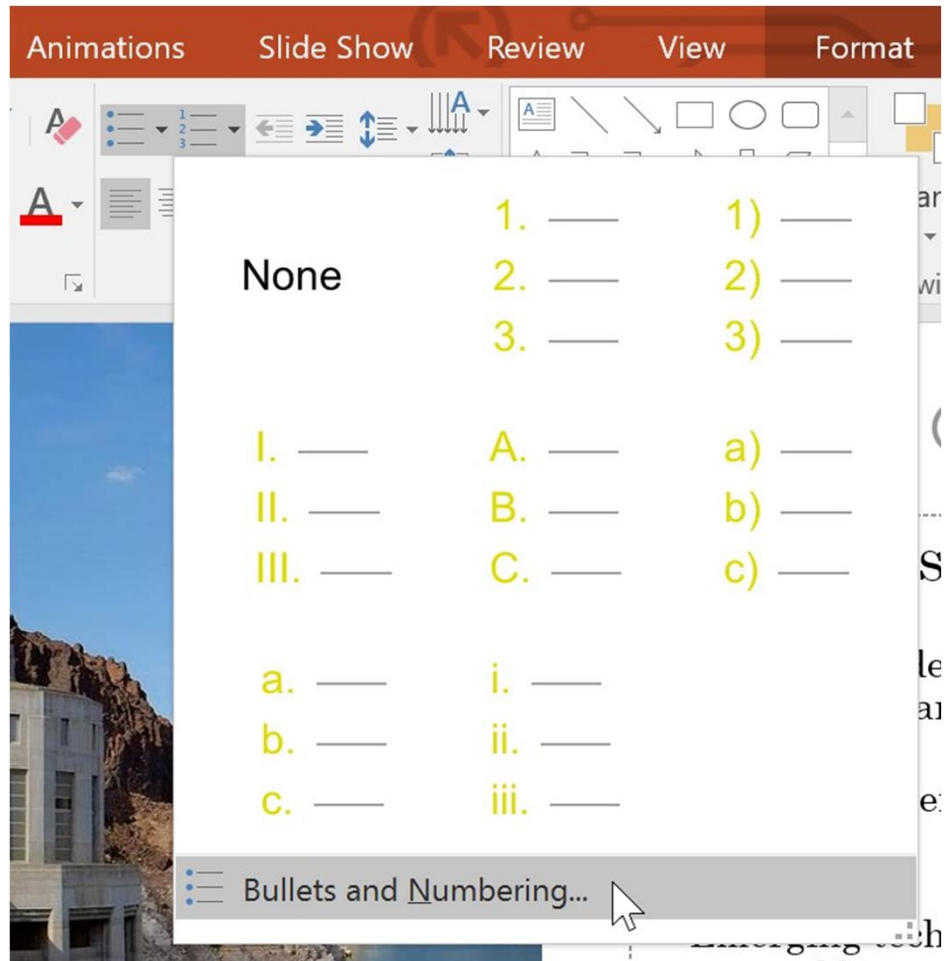 Animations Slide Show Review View Format
None
1.
2.
3.
1)
2)
3)
I.
II.
III.
A.
B.
C.
a)
b)
c)
a.
b.
c.
i.
ii.
iii.
Bullets and Numbering...